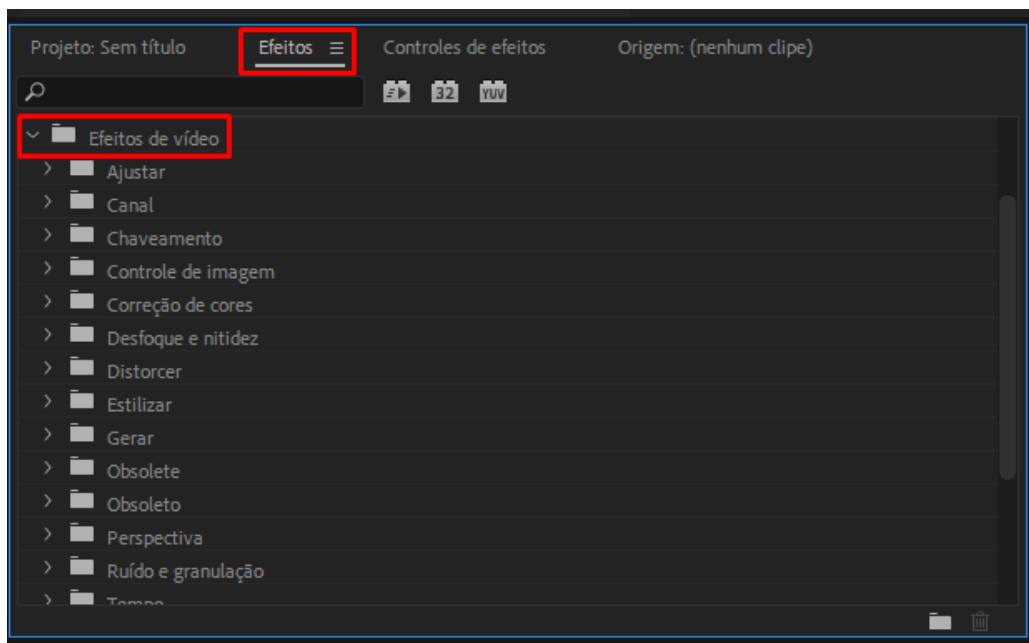 Projeto: Sem título Efeitos Controles de efeitos Origem: (nenhum clipe)
32 YUV
Efeitos de vídeo
Ajustar
Canal
Chaveamento
Controle de imagem
Correção de cores
Desfoque e nitidez
Distorcer
Estilizar
Gerar
Obsolete
Obsoleto
Perspectiva
Ruído e granulação
Tempo